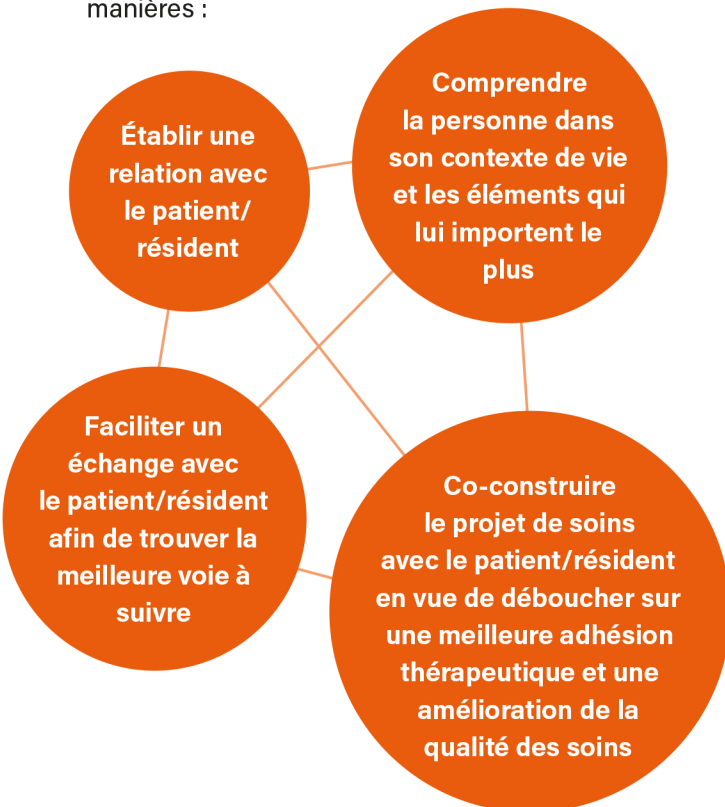 manières :
Établir une
relation avec
le patient/
résident
Comprendre
la personne dans
son contexte de vie
et les éléments qui
lui importent le
plus
Faciliter un
échange avec
le patient/résident
afin de trouver la
meilleure voie à
suivre
Co-construire
le projet de soins
avec le patient/résident
en vue de déboucher sur
une meilleure adhésion
thérapeutique et une
amélioration de la
qualité des soins